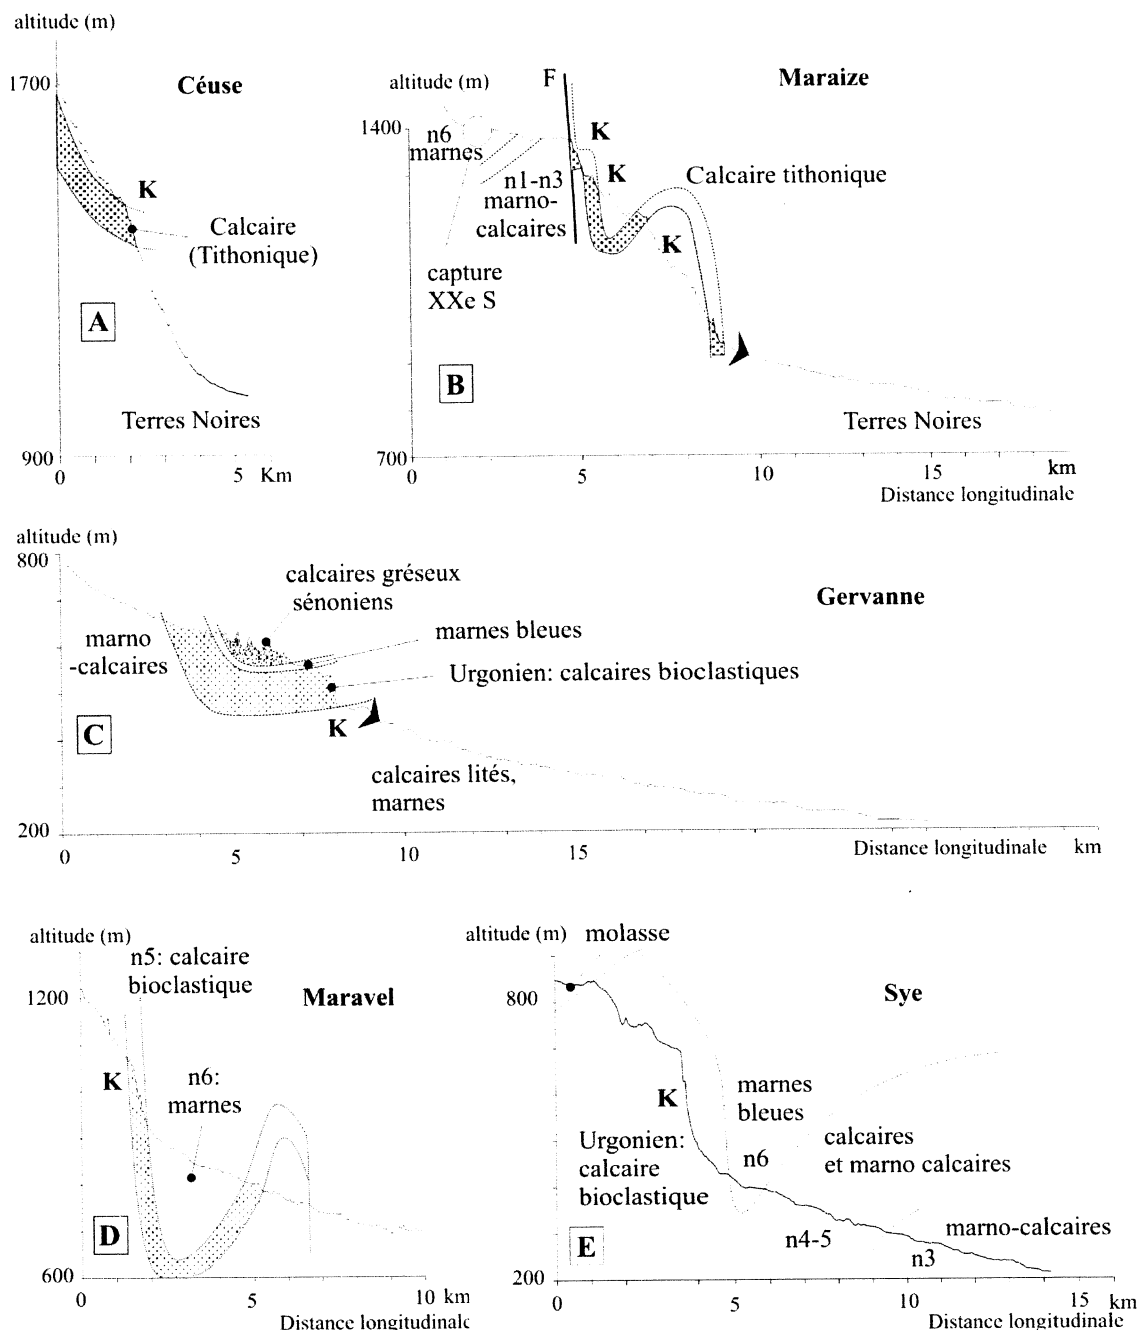 altitude (m)
1700
Céuse
K
Calcaire
(Tithonique)
A
Terres Noires
900
0
5
Km
altitude (m)
F
Maraize
1400
n6
marnes
K
K
n1-n3
marno-
calcaires
Calcaire tithonique
K
capture
XXe S
B
Terres Noires
700
0
5
10
15
km
Distance longitudinale
altitude (m)
800
calcaires gréseux
sénoniens
Gervanne
marno
-calcaires
marnes bleues
Urgonien: calcaires bioclastiques
K
C
calcaires lités,
marnes
200
0
5
10
15
Distance longitudinale
km
altitude (m)
n5: calcaire
bioclastique
1200
Maravel
K
n6:
marnes
D
600
0
5
10 km
Distance longitudinale
altitude (m)
molasse
800
Sye
K
marnes
bleues
Urgonien:
calcaire
bioclastique
n6
calcaires
et marno calcaires
E
n4-5
marno-calcaires
n3
200
0
5
10
15
km
Distance longitudinale